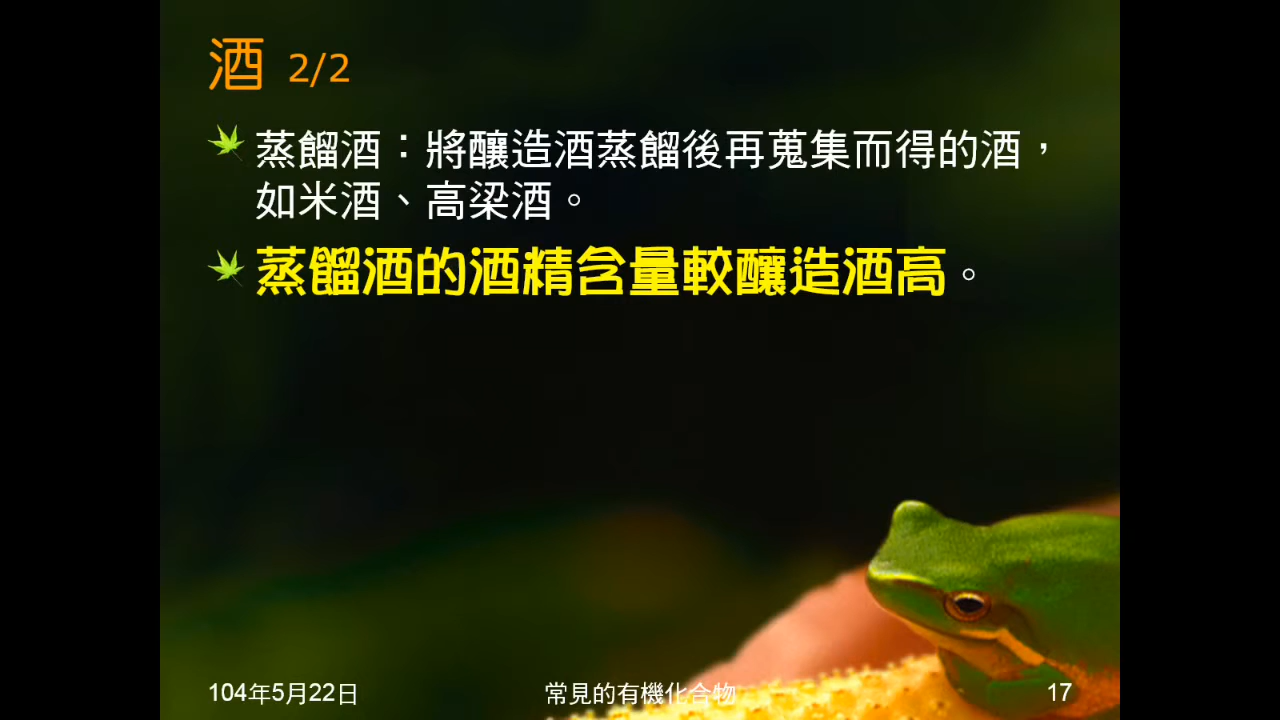 酒 2/2
蒸餾酒：將釀造酒蒸餾後再蒐集而得的酒，
如米酒、高梁酒。
蒸餾酒的酒精含量較釀造酒高。
104年5月22日
常見的有機化合物
17